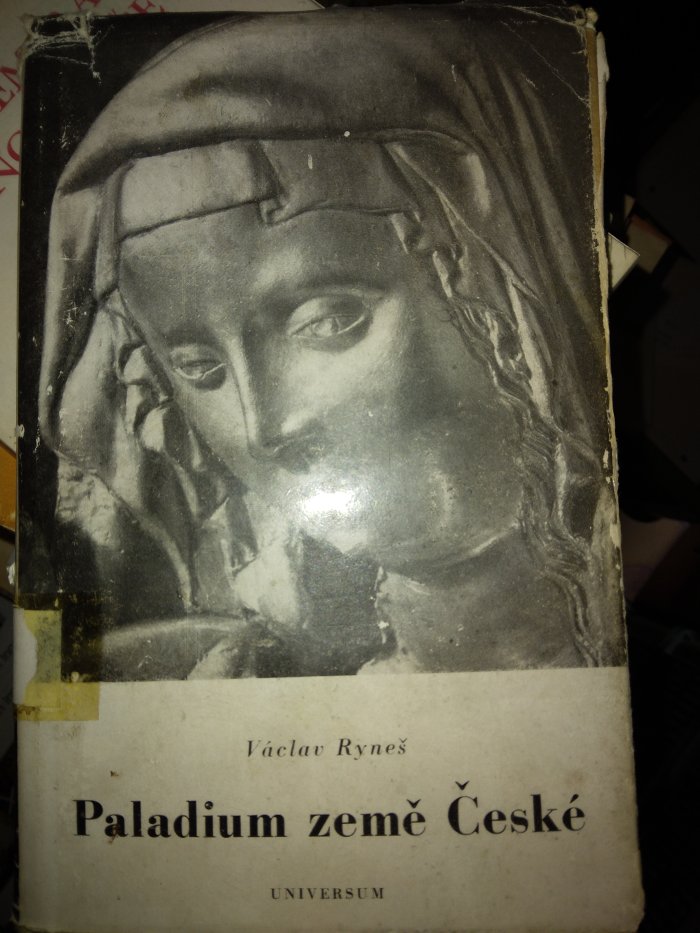 Václav Ryneš
Paladium země České
UNIVERSUM